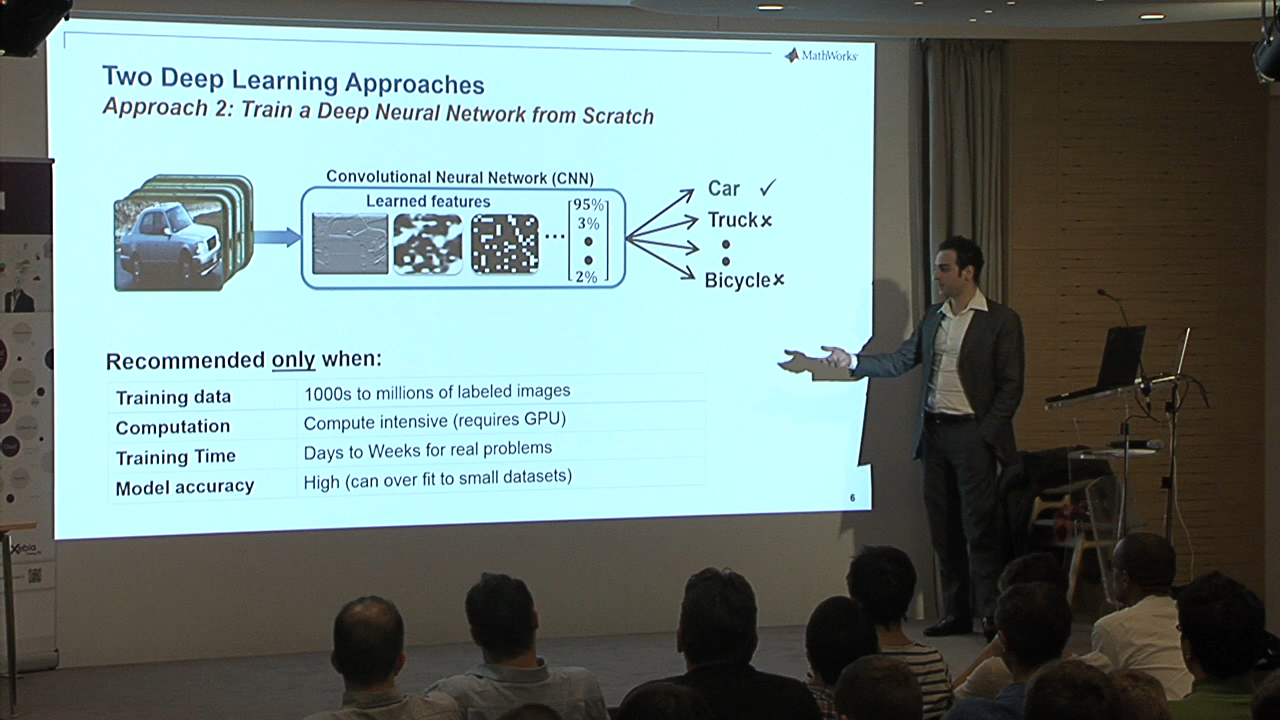 MathWorks
Two Deep Learning Approaches
Approach 2: Train a Deep Neural Network from Scratch
Convolutional Neural Network (CNN)
Learned features
95%
3%
2%
Car ✓
Truck x
Bicycle x
Recommended only when:
Training data 1000s to millions of labeled images
Computation Compute intensive (requires GPU)
Training Time Days to Weeks for real problems
Model accuracy High (can over fit to small datasets)
6
Xebia